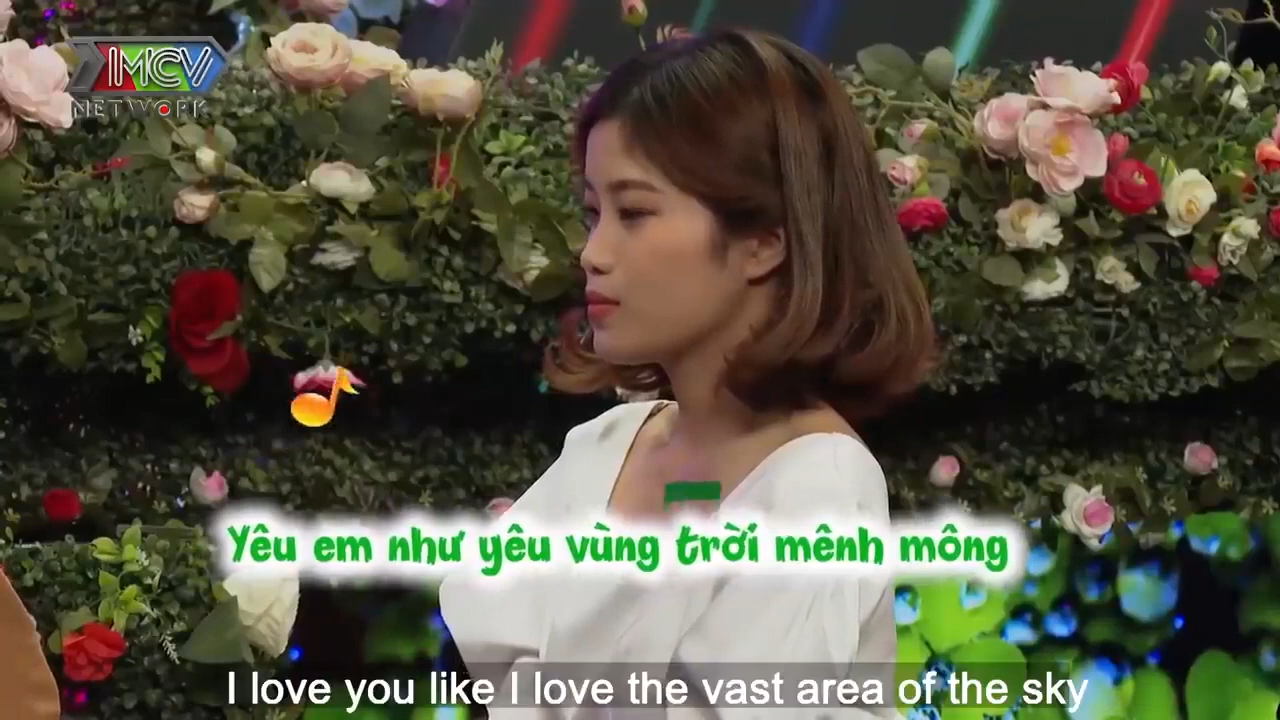 MCV
NETWORK
Yêu em như yêu vùng trời mênh mông
I love you like I love the vast area of the sky